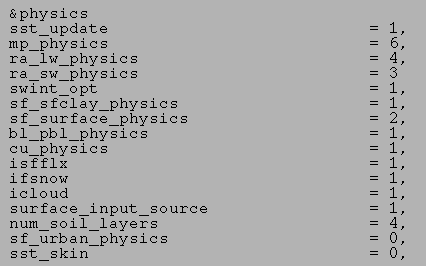 &physics
sst_update = 1,
mp_physics = 6,
ra_lw_physics = 4,
ra_sw_physics = 3
swint_opt = 1,
sf_sfclay_physics = 1,
sf_surface_physics = 2,
bl_pbl_physics = 1,
cu_physics = 1,
isfflx = 1,
ifsnow = 1,
icloud = 1,
surface_input_source = 1,
num_soil_layers = 4,
sf_urban_physics = 0,
sst_skin = 0,